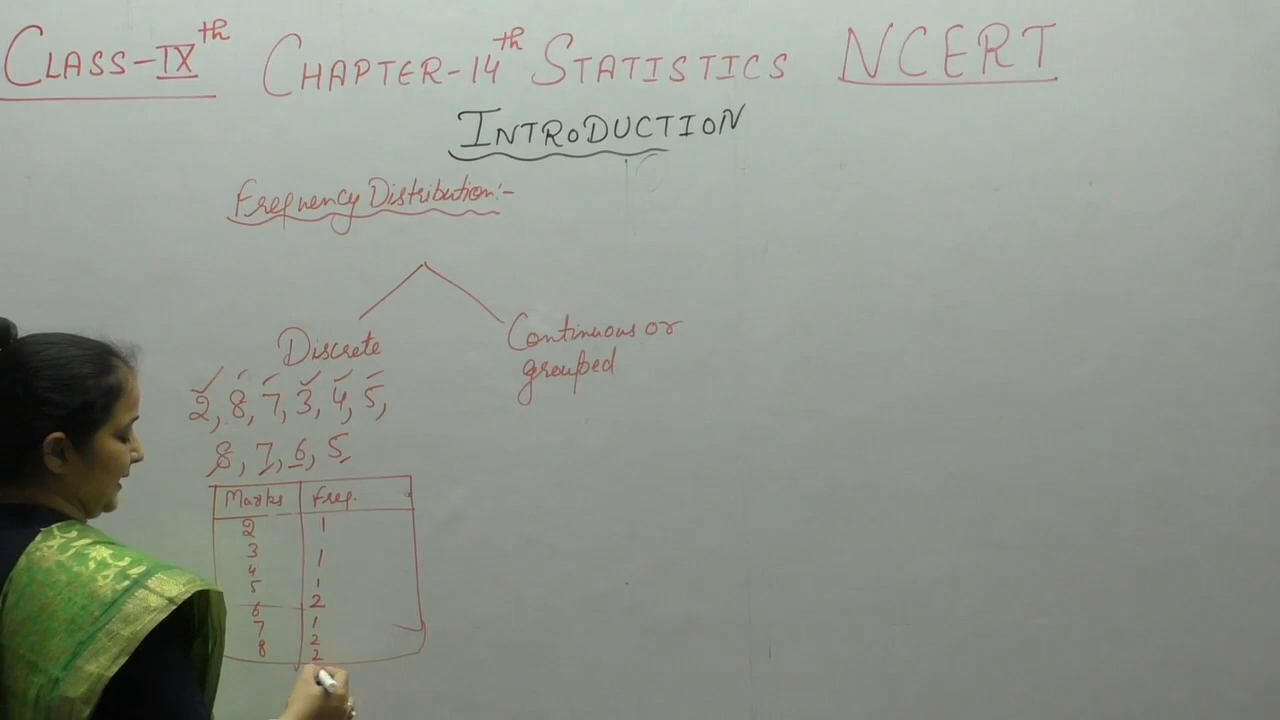 CLASS-IXth CHAPTER-14th STATISTICS NCERT
INTRODUCTION
Frequency Distribution:-
Discrete
Continuous or
grouped
2, 8, 7, 3, 4, 5,
8, 7, 6, 5
Marks Freq.
2 1
3 1
4 1
5 2
6 1
7 2
8 2